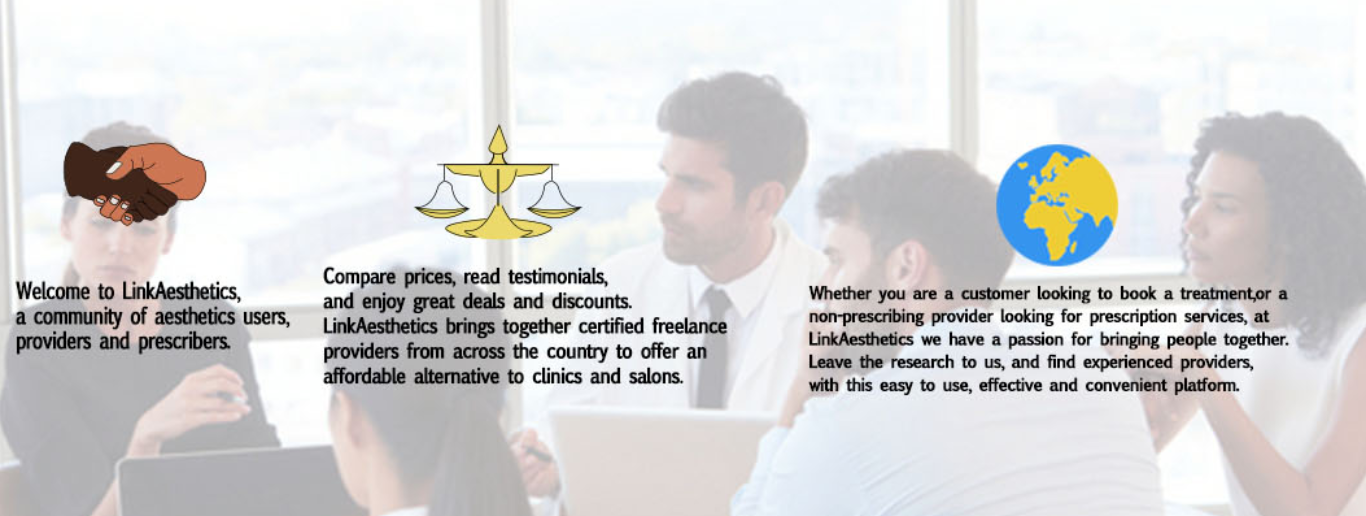 Welcome to LinkAesthetics,
a community of aesthetics users,
providers and prescribers.
Compare prices, read testimonials,
and enjoy great deals and discounts.
LinkAesthetics brings together certified freelance
providers from across the country to offer an
affordable alternative to clinics and salons.
Whether you are a customer looking to book a treatment,or a
non-prescribing provider looking for prescription services, at
LinkAesthetics we have a passion for bringing people together.
Leave the research to us, and find experienced providers,
with this easy to use, effective and convenient platform.